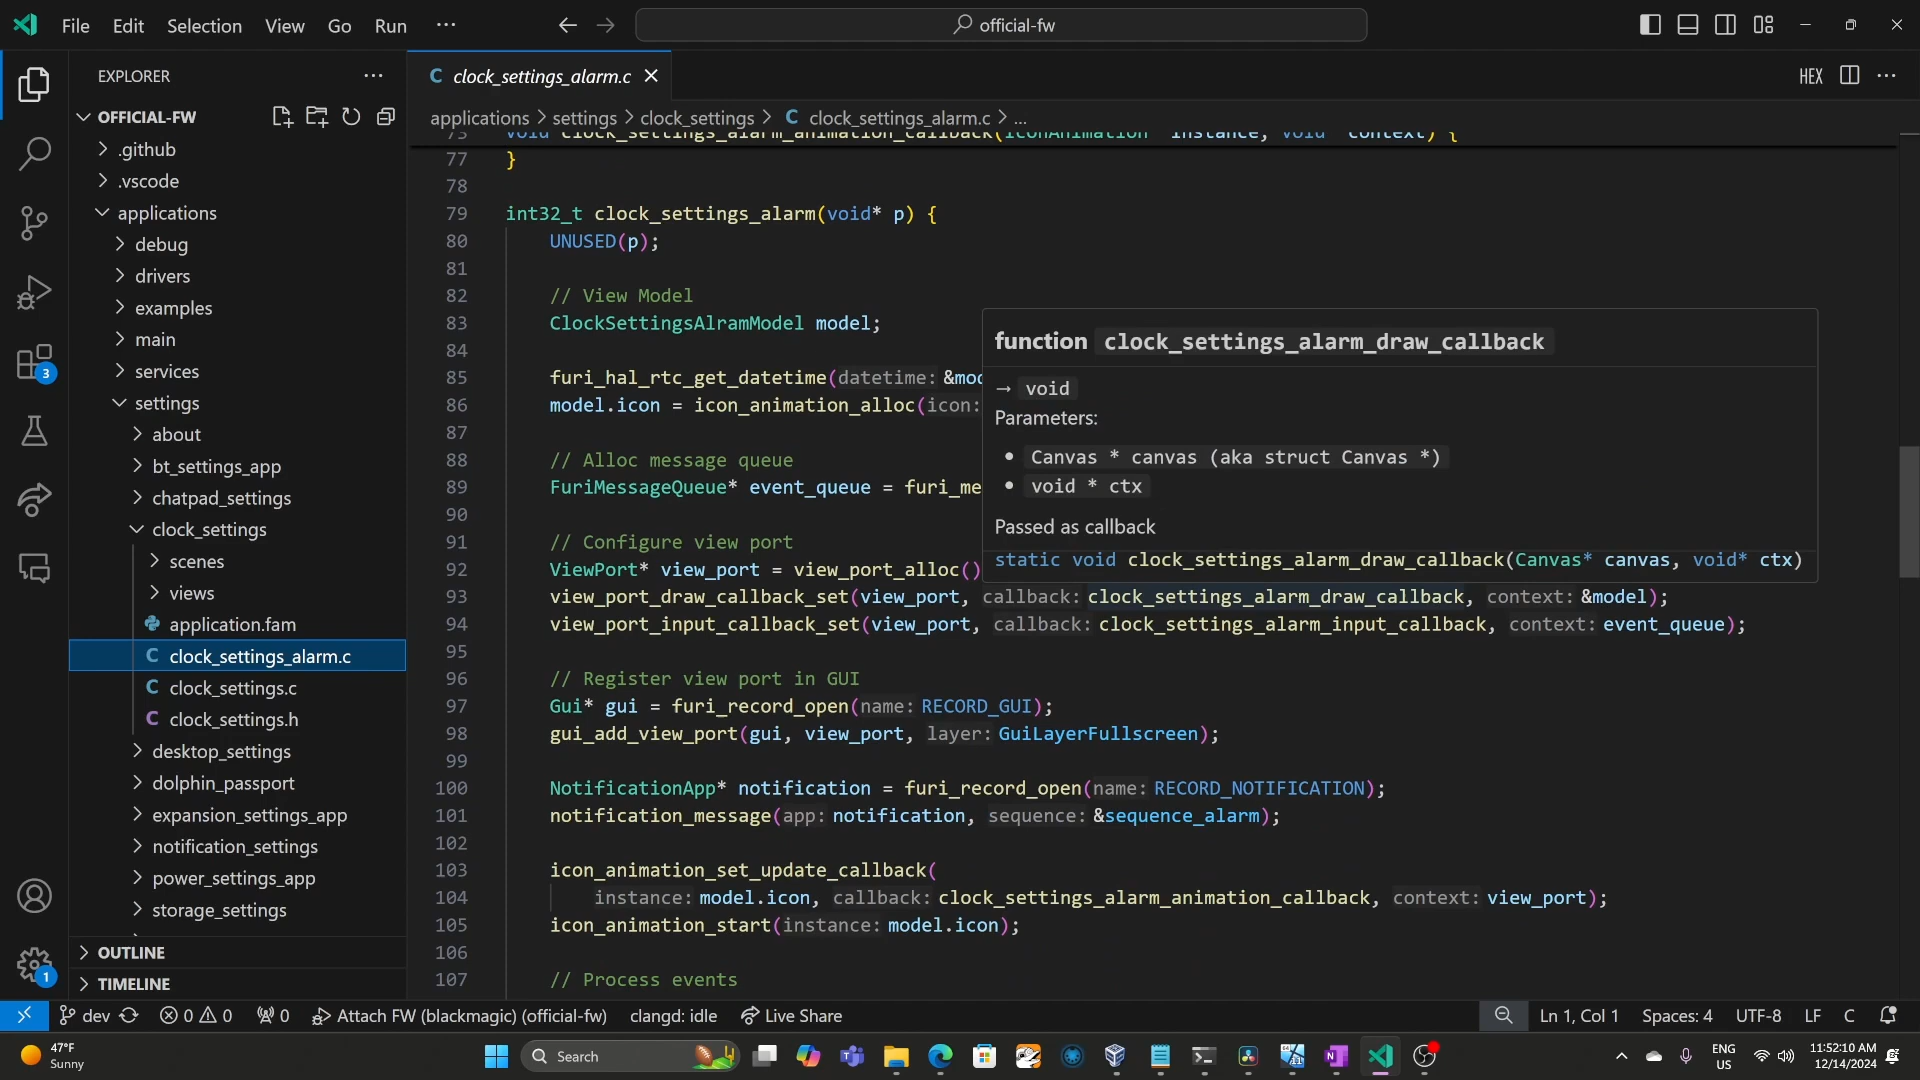 File Edit Selection View Go Run ···
official-fw
EXPLORER
OFFICIAL-FW
.github
.vscode
applications
debug
drivers
examples
main
services
settings
about
bt_settings_app
chatpad_settings
clock_settings
scenes
views
application.fam
C clock_settings_alarm.c
C clock_settings.c
C clock_settings.h
desktop_settings
dolphin_passport
expansion_settings_app
notification_settings
power_settings_app
storage_settings
OUTLINE
TIMELINE
3
1
C clock_settings_alarm.c
HEX
applications > settings > clock_settings > C clock_settings_alarm.c > ...
void clock_settings_alarm_animation_callback(IconAnimation* instance, void* context) {
77 }
78
79 int32_t clock_settings_alarm(void* p) {
80 UNUSED(p);
81
82 // View Model
83 ClockSettingsAlramModel model;
84
85 furi_hal_rtc_get_datetime(datetime: &mo
86 model.icon = icon_animation_alloc(icon:
87
88 // Alloc message queue
89 FuriMessageQueue* event_queue = furi_me
90
91 // Configure view port
92 ViewPort* view_port = view_port_alloc()
93 view_port_draw_callback_set(view_port, callback: clock_settings_alarm_draw_callback, context: &model);
94 view_port_input_callback_set(view_port, callback: clock_settings_alarm_input_callback, context: event_queue);
95
96 // Register view port in GUI
97 Gui* gui = furi_record_open(name: RECORD_GUI);
98 gui_add_view_port(gui, view_port, layer: GuiLayerFullscreen);
99
100 NotificationApp* notification = furi_record_open(name: RECORD_NOTIFICATION);
101 notification_message(app: notification, sequence: &sequence_alarm);
102
103 icon_animation_set_update_callback(
104 instance: model.icon, callback: clock_settings_alarm_animation_callback, context: view_port);
105 icon_animation_start(instance: model.icon);
106
107 // Process events
function clock_settings_alarm_draw_callback
→ void
Parameters:
• Canvas * canvas (aka struct Canvas *)
• void * ctx
Passed as callback
static void clock_settings_alarm_draw_callback(Canvas* canvas, void* ctx)
dev 0 0 0 Attach FW (blackmagic) (official-fw) clangd: idle Live Share Ln 1, Col 1 Spaces: 4 UTF-8 LF C
47°F
Sunny
Search
ENG
US
11:52:10 AM
12/14/2024